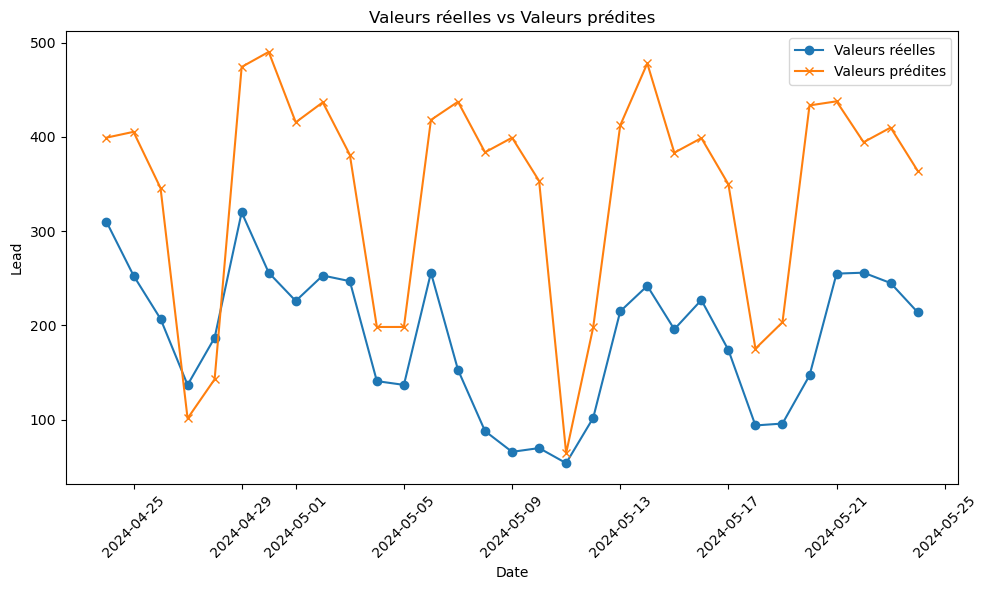 Valeurs réelles vs Valeurs prédites
Valeurs réelles
Valeurs prédites
500
400
300
200
100
Lead
2024-04-25
2024-04-29
2024-05-01
2024-05-05
2024-05-09
2024-05-13
2024-05-17
2024-05-21
2024-05-25
Date